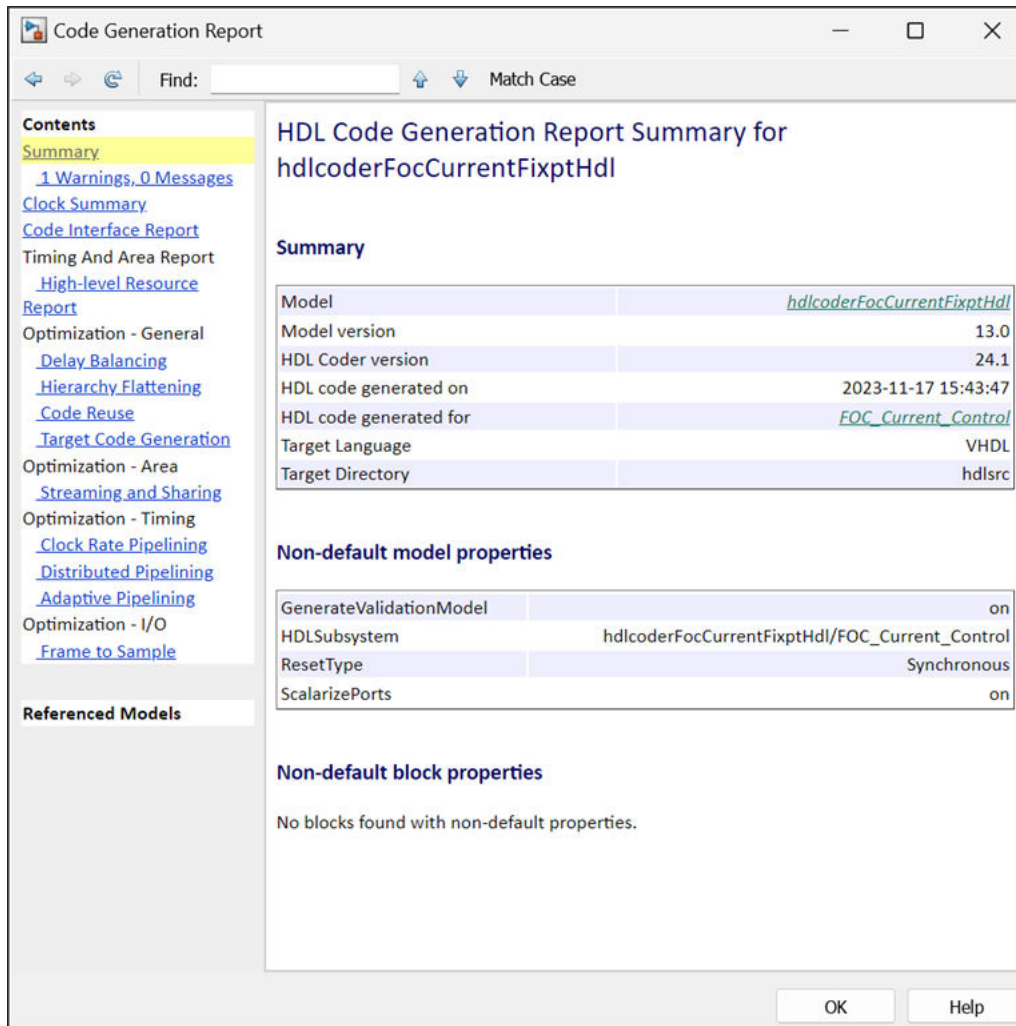 Code Generation Report
Find:
Match Case
Contents
Summary
1 Warnings, 0 Messages
Clock Summary
Code Interface Report
Timing And Area Report
High-level Resource
Report
Optimization - General
Delay Balancing
Hierarchy Flattening
Code Reuse
Target Code Generation
Optimization - Area
Streaming and Sharing
Optimization - Timing
Clock Rate Pipelining
Distributed Pipelining
Adaptive Pipelining
Optimization - I/O
Frame to Sample
Referenced Models
HDL Code Generation Report Summary for
hdlcoderFocCurrentFixptHdl
Summary
Model hdlcoderFocCurrentFixptHdl
Model version 13.0
HDL Coder version 24.1
HDL code generated on 2023-11-17 15:43:47
HDL code generated for FOC_Current_Control
Target Language VHDL
Target Directory hdlsrc
Non-default model properties
GenerateValidationModel on
HDLSubsystem hdlcoderFocCurrentFixptHdl/FOC_Current_Control
ResetType Synchronous
ScalarizePorts on
Non-default block properties
No blocks found with non-default properties.
OK Help